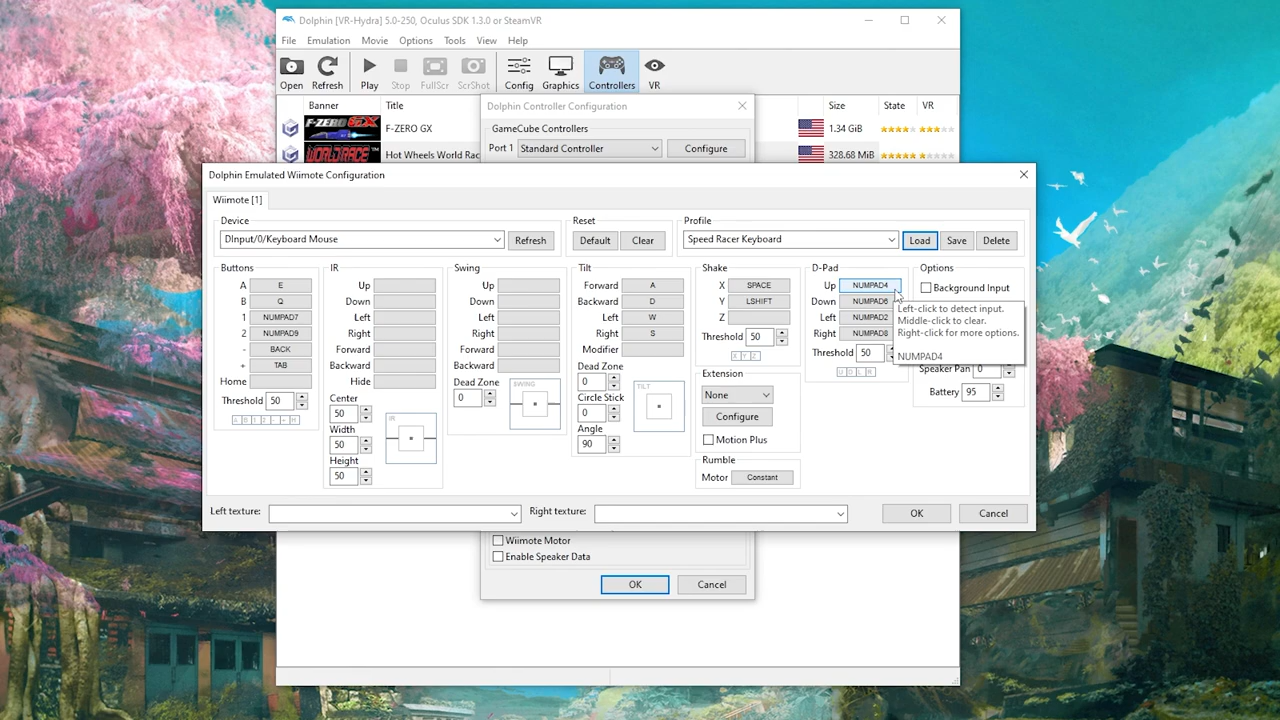 Dolphin [VR-Hydra] 5.0-250, Oculus SDK 1.3.0 or SteamVR
File Emulation Movie Options Tools View Help
Open Refresh Play Stop FullScr ScrShot Config Graphics Controllers VR
Banner Title Size State VR
F-ZERO GX F-ZERO GX 1.34 GiB
WORLD RACE Hot Wheels World Rac 328.68 MiB
Dolphin Controller Configuration
GameCube Controllers
Port 1 Standard Controller Configure
Dolphin Emulated Wiimote Configuration
Wiimote [1]
Device
DInput/0/Keyboard Mouse Refresh
Reset
Default Clear
Profile
Speed Racer Keyboard Load Save Delete
Buttons
A E
B Q
1 NUMPAD7
2 NUMPAD9
- BACK
+ TAB
Home
Threshold 50
A B 1 2 - + H
IR
Up
Down
Left
Right
Forward
Backward
Hide
Center
50
Width
50
Height
50
IR
Swing
Up
Down
Left
Right
Forward
Backward
Dead Zone
0
SWING
Tilt
Forward A
Backward D
Left W
Right S
Modifier
Dead Zone
0
Circle Stick
0
Angle
90
TILT
Shake
X SPACE
Y LSHIFT
Z
Threshold 50
X Y Z
Extension
None
Configure
Motion Plus
Rumble
Motor Constant
D-Pad
Up NUMPAD4
Down NUMPAD6
Left NUMPAD2
Right NUMPAD8
Threshold 50
U D L R
Options
Background Input
Left-click to detect input.
Middle-click to clear.
Right-click for more options.
NUMPAD4
Speaker Pan 0
Battery 95
Left texture: Right texture: OK Cancel
Wiimote Motor
Enable Speaker Data
OK Cancel